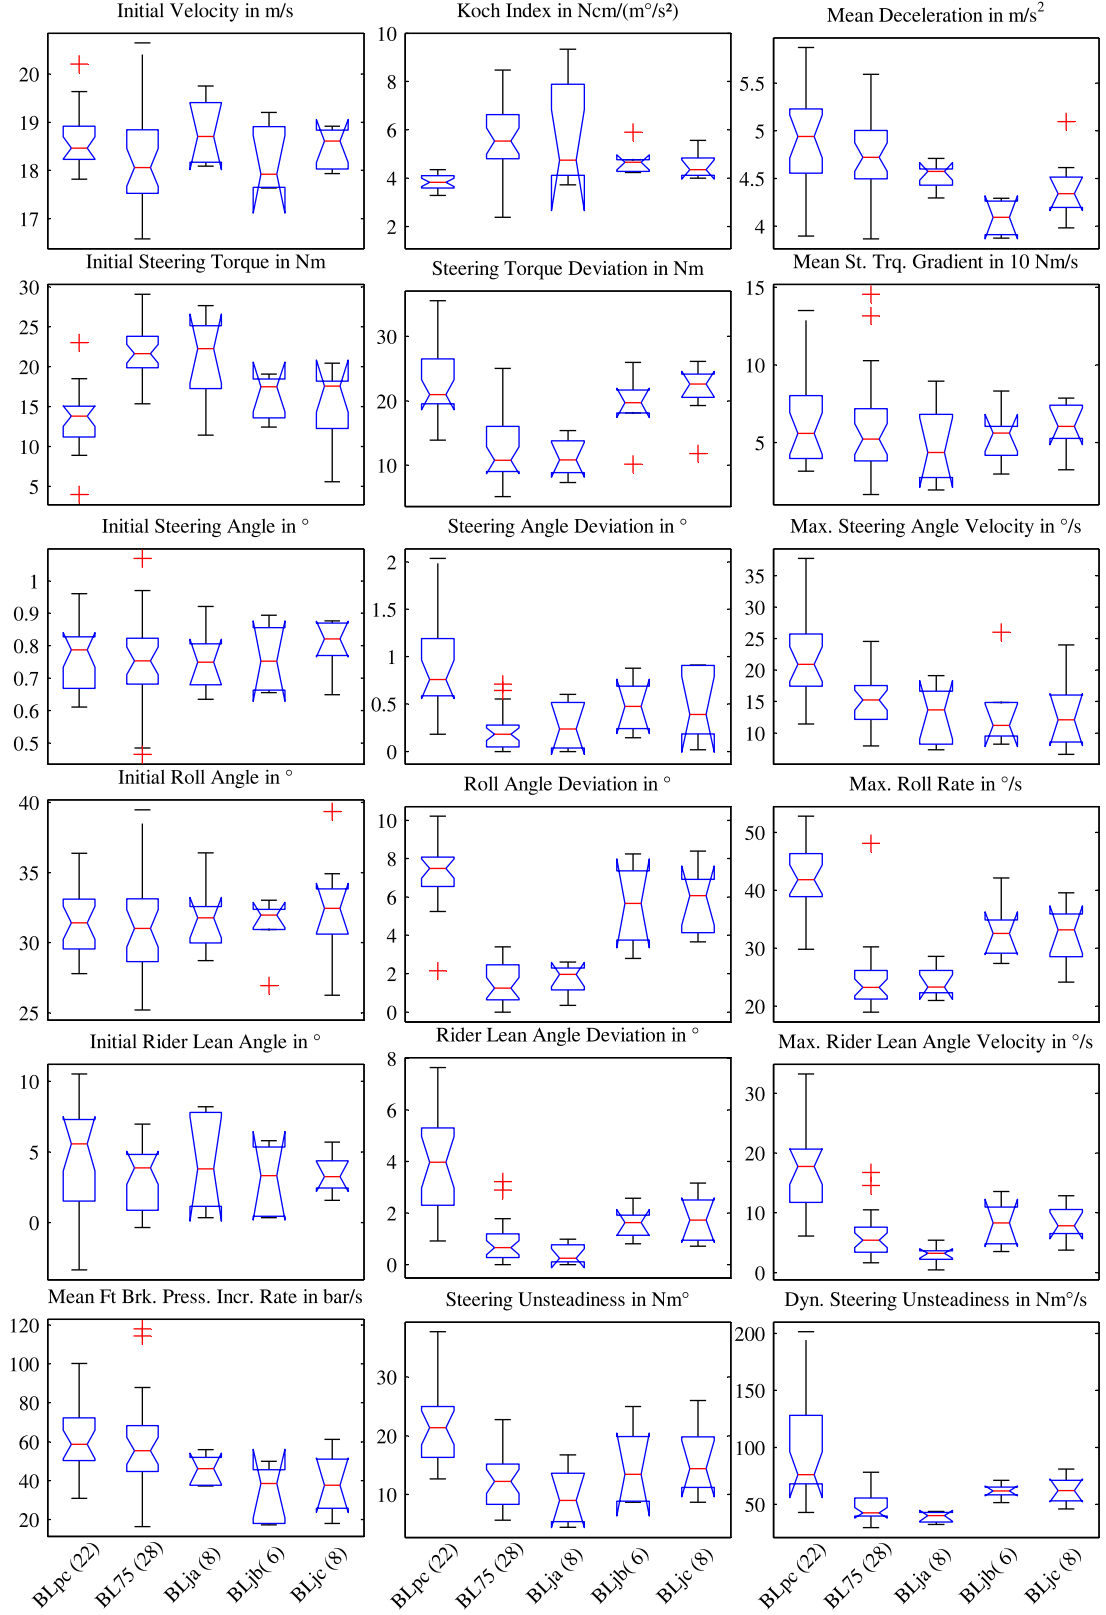 Initial Velocity in m/s
20
19
18
17
Koch Index in Ncm/(m°/s²)
10
8
6
4
2
Mean Deceleration in m/s²
5.5
5
4.5
4
Initial Steering Torque in Nm
30
25
20
15
10
5
Steering Torque Deviation in Nm
30
20
10
Mean St. Trq. Gradient in 10 Nm/s
15
10
5
Initial Steering Angle in °
1
0.9
0.8
0.7
0.6
0.5
Steering Angle Deviation in °
2
1.5
1
0.5
0
Max. Steering Angle Velocity in °/s
35
30
25
20
15
10
Initial Roll Angle in °
40
35
30
25
Roll Angle Deviation in °
10
8
6
4
2
0
Max. Roll Rate in °/s
50
40
30
20
Initial Rider Lean Angle in °
10
5
0
Rider Lean Angle Deviation in °
8
6
4
2
0
Max. Rider Lean Angle Velocity in °/s
30
20
10
0
Mean Ft Brk. Press. Incr. Rate in bar/s
120
100
80
60
40
20
BLpc (22)
BL75 (28)
BLja (8)
BLjb (6)
BLjc (8)
Steering Unsteadiness in Nm°
30
20
10
BLpc (22)
BL75 (28)
BLja (8)
BLjb(6)
BLjc (8)
Dyn. Steering Unsteadiness in Nm°/s
200
150
100
50
BLpc (22)
BL75 (28)
BLja (8)
BLjb(6)
BLjc (8)